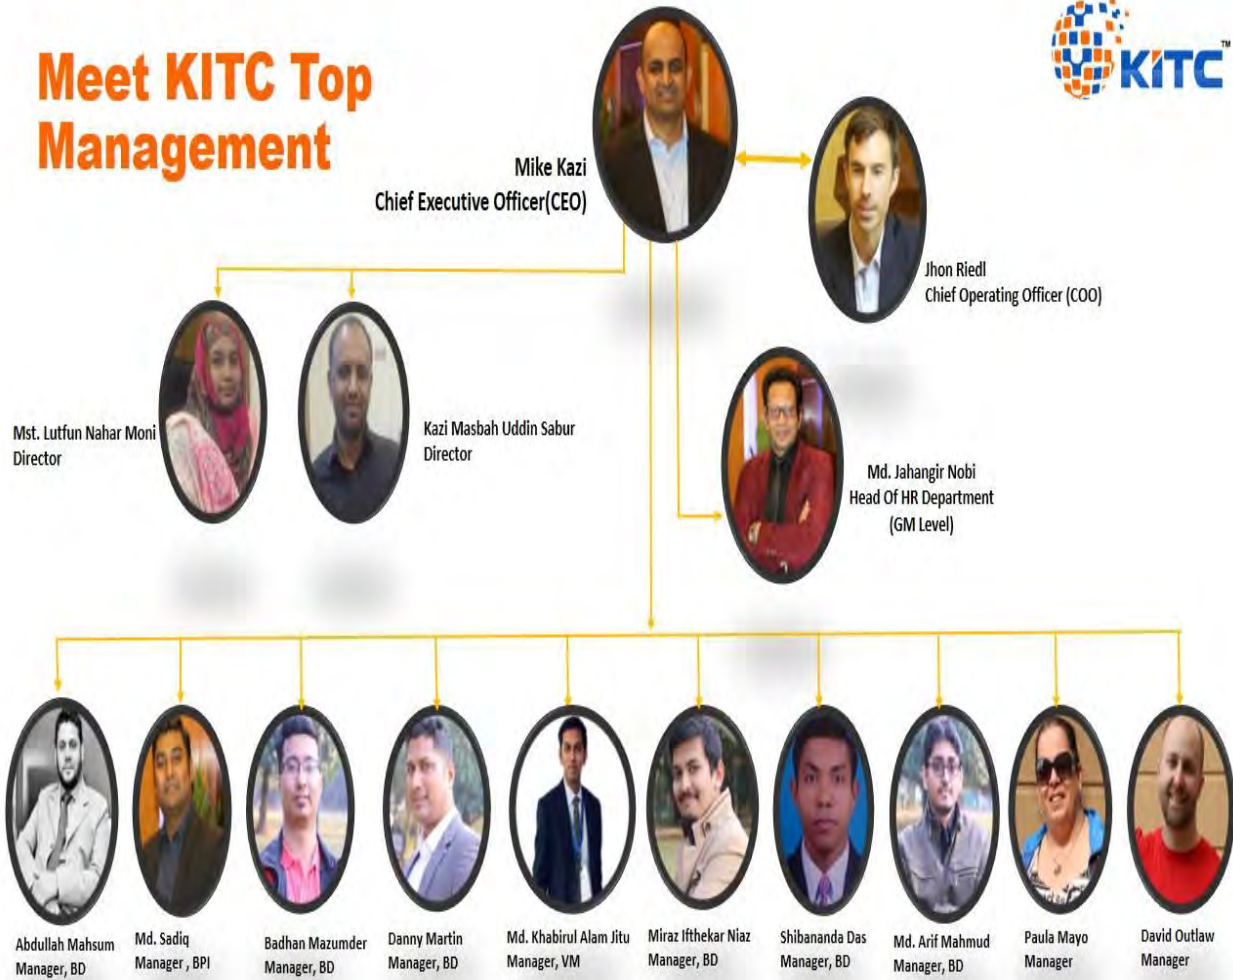 Meet KITC Top
Management
KiTC™
Mike Kazi
Chief Executive Officer(CEO)
Jhon Riedl
Chief Operating Officer (COO)
Mst. Lutfun Nahar Moni
Director
Kazi Masbah Uddin Sabur
Director
Md. Jahangir Nobi
Head Of HR Department
(GM Level)
Abdullah Mahsum
Manager, BD
Md. Sadiq
Manager , BPI
Badhan Mazumder
Manager, BD
Danny Martin
Manager, BD
Md. Khabirul Alam Jitu
Manager, VM
Miraz Ifthekar Niaz
Manager, BD
Shibananda Das
Manager, BD
Md. Arif Mahmud
Manager, BD
Paula Mayo
Manager
David Outlaw
Manager